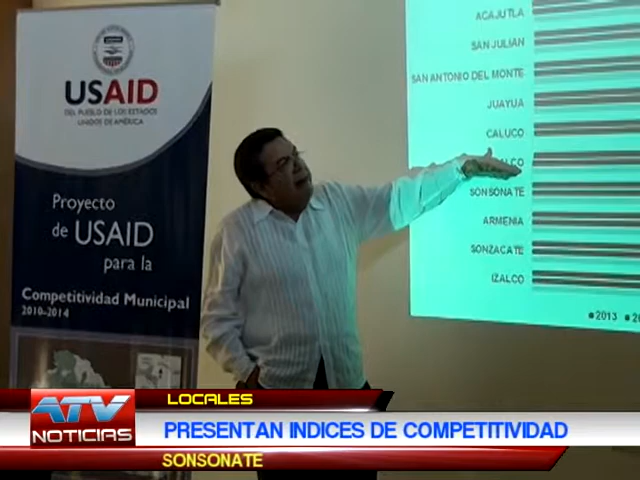 USAID
DEL PUEBLO DE LOS ESTADOS
UNIDOS DE AMÉRICA
Proyecto
de USAID
para la
Competitividad Municipal
2010-2014
ACAJUTLA
SAN JULIAN
SAN ANTONIO DEL MONTE
JUAYUA
CALUCO
SONSONATE
ARMENIA
SONZACATE
IZALCO
2013
LOCALES
ATV
NOTICIAS
PRESENTAN INDICES DE COMPETITIVIDAD
SONSONATE